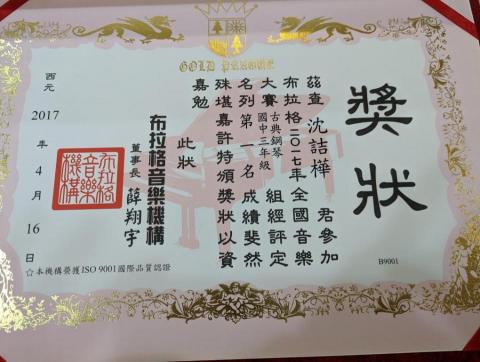 GOLD PRAGUE
獎狀
茲查 沈詰樺 君參加
布拉格二〇一七年全國音樂
大賽 古典鋼琴 國中三年級 組經評定
名列第一名成績斐然
殊堪嘉許特頒獎狀以資
嘉勉
此狀
布拉格音樂機構
董事長 薛翔宇
布拉格音樂機構
西元 2017 年 4 月 16 日
☆本機構榮獲ISO 9001國際品質認證
B9001